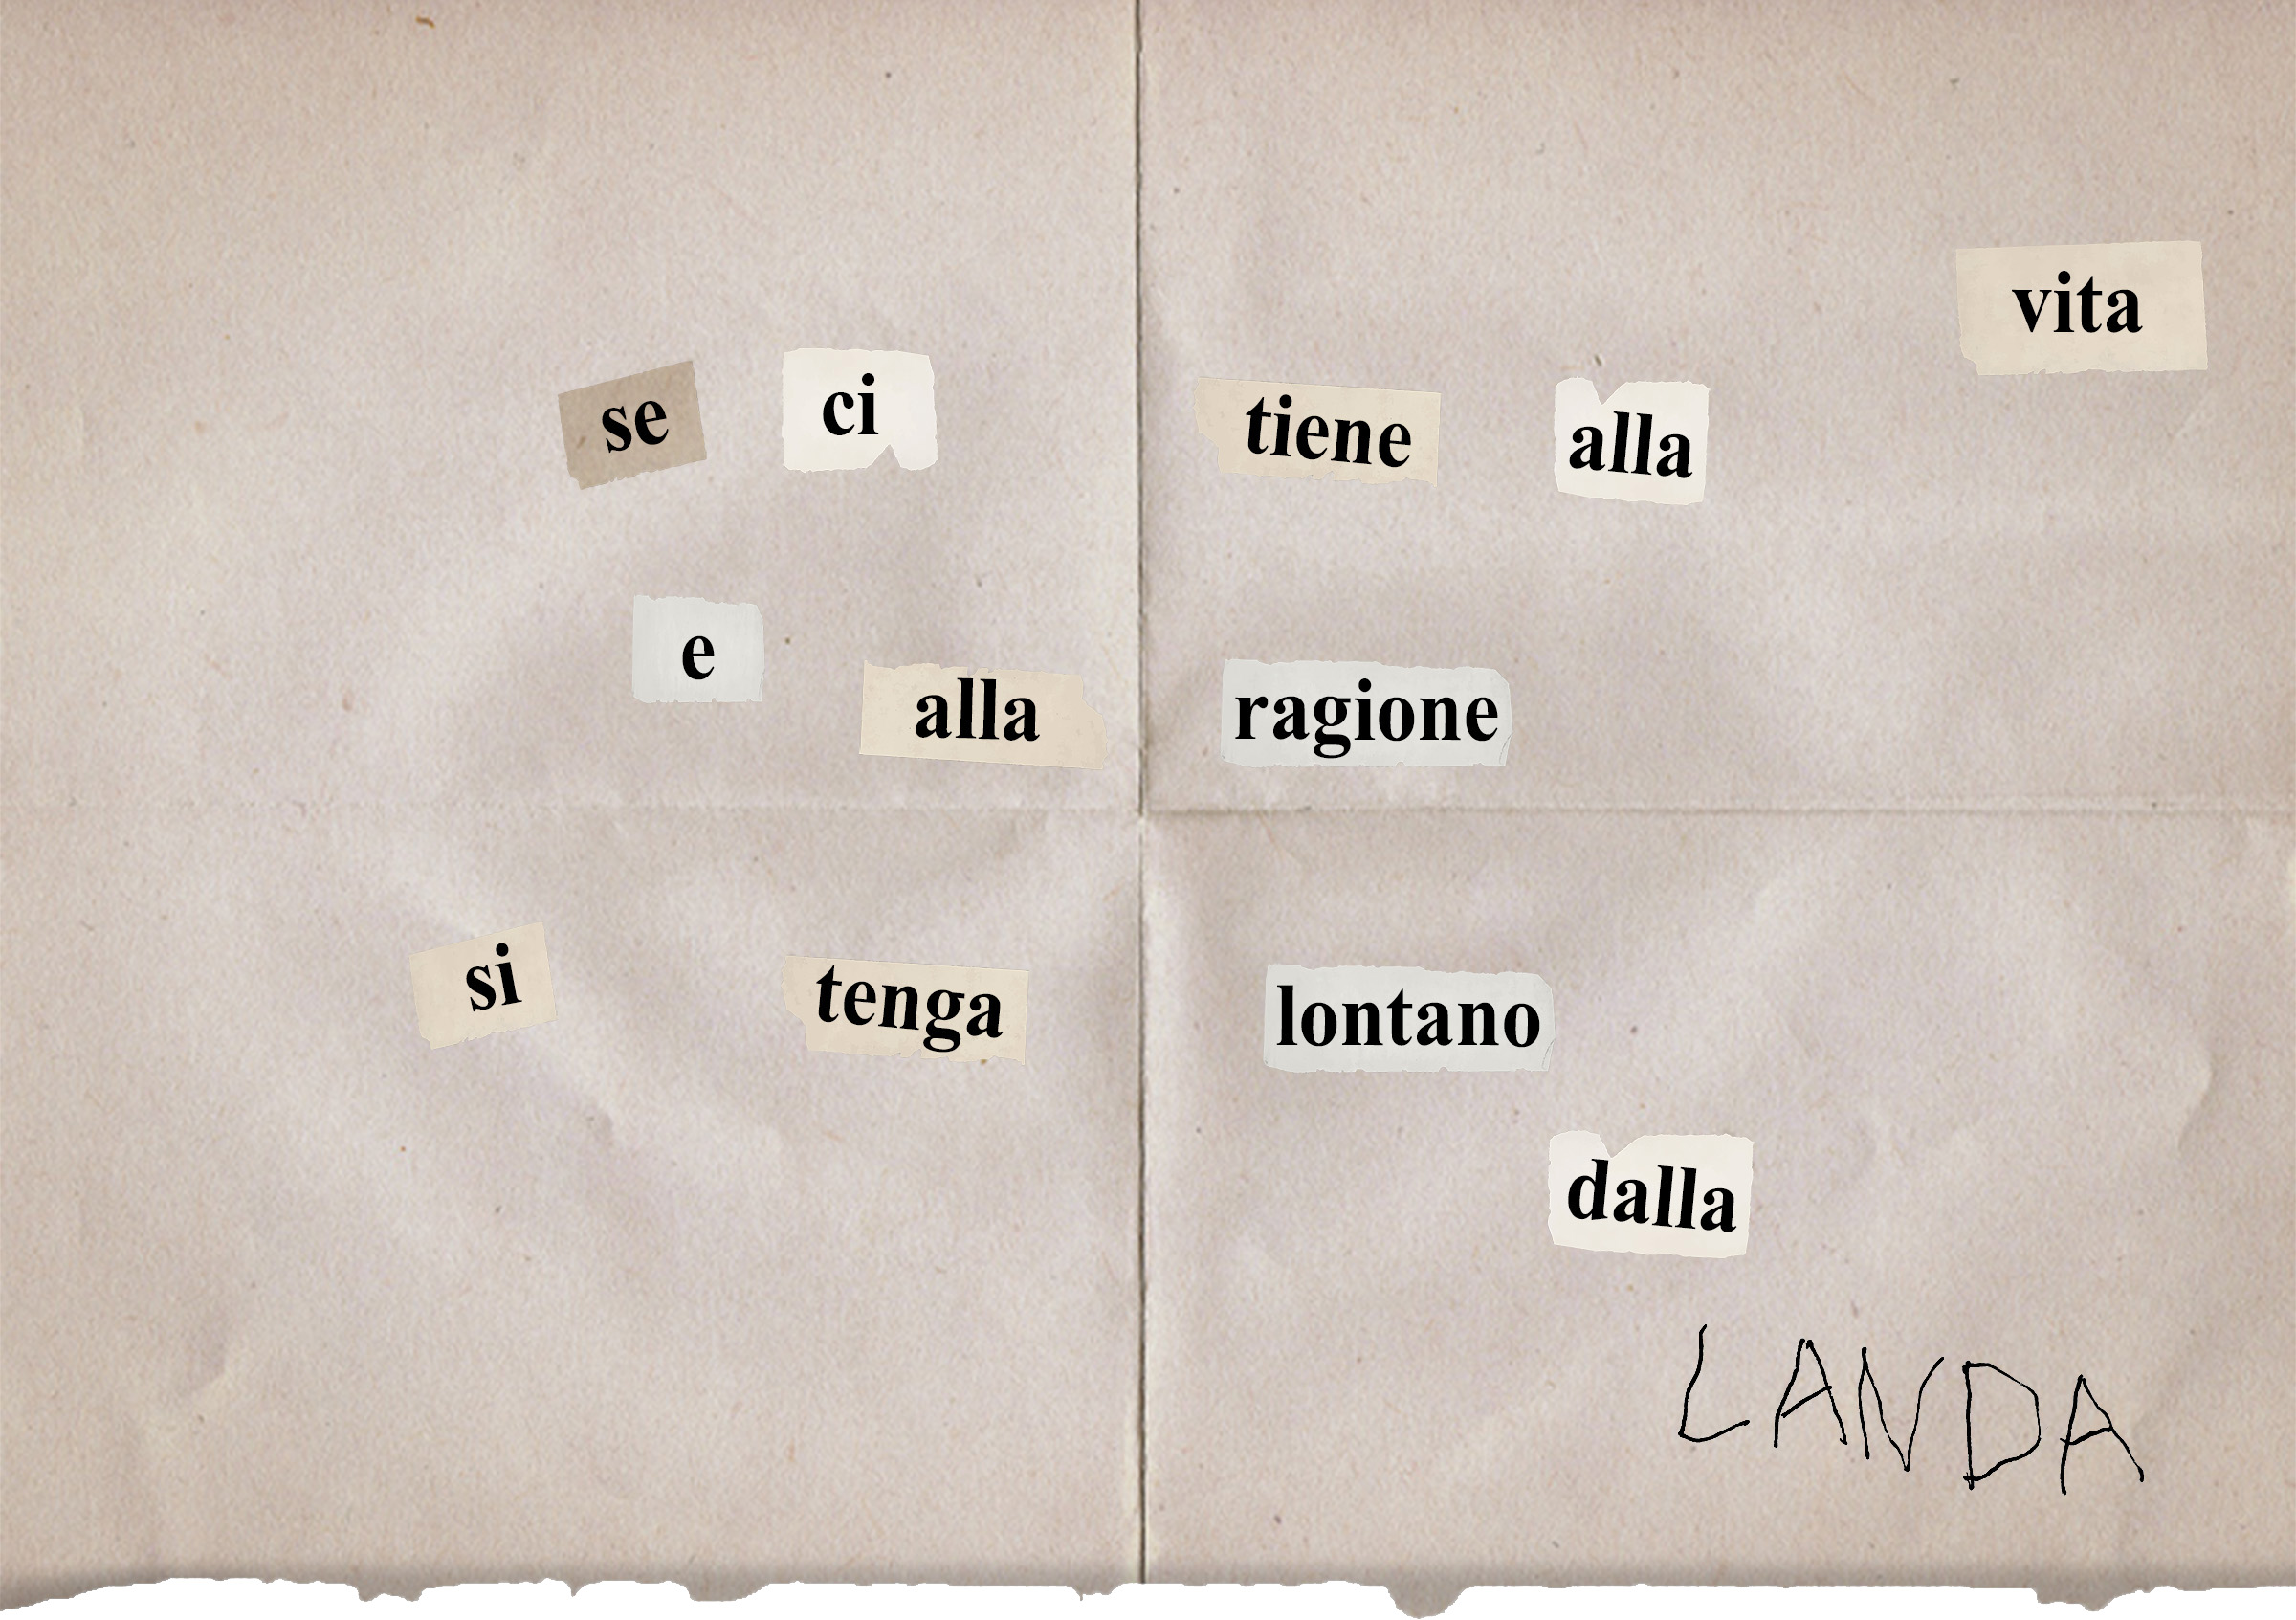 se ci tiene alla vita
e alla ragione
si tenga lontano
dalla
LANDA